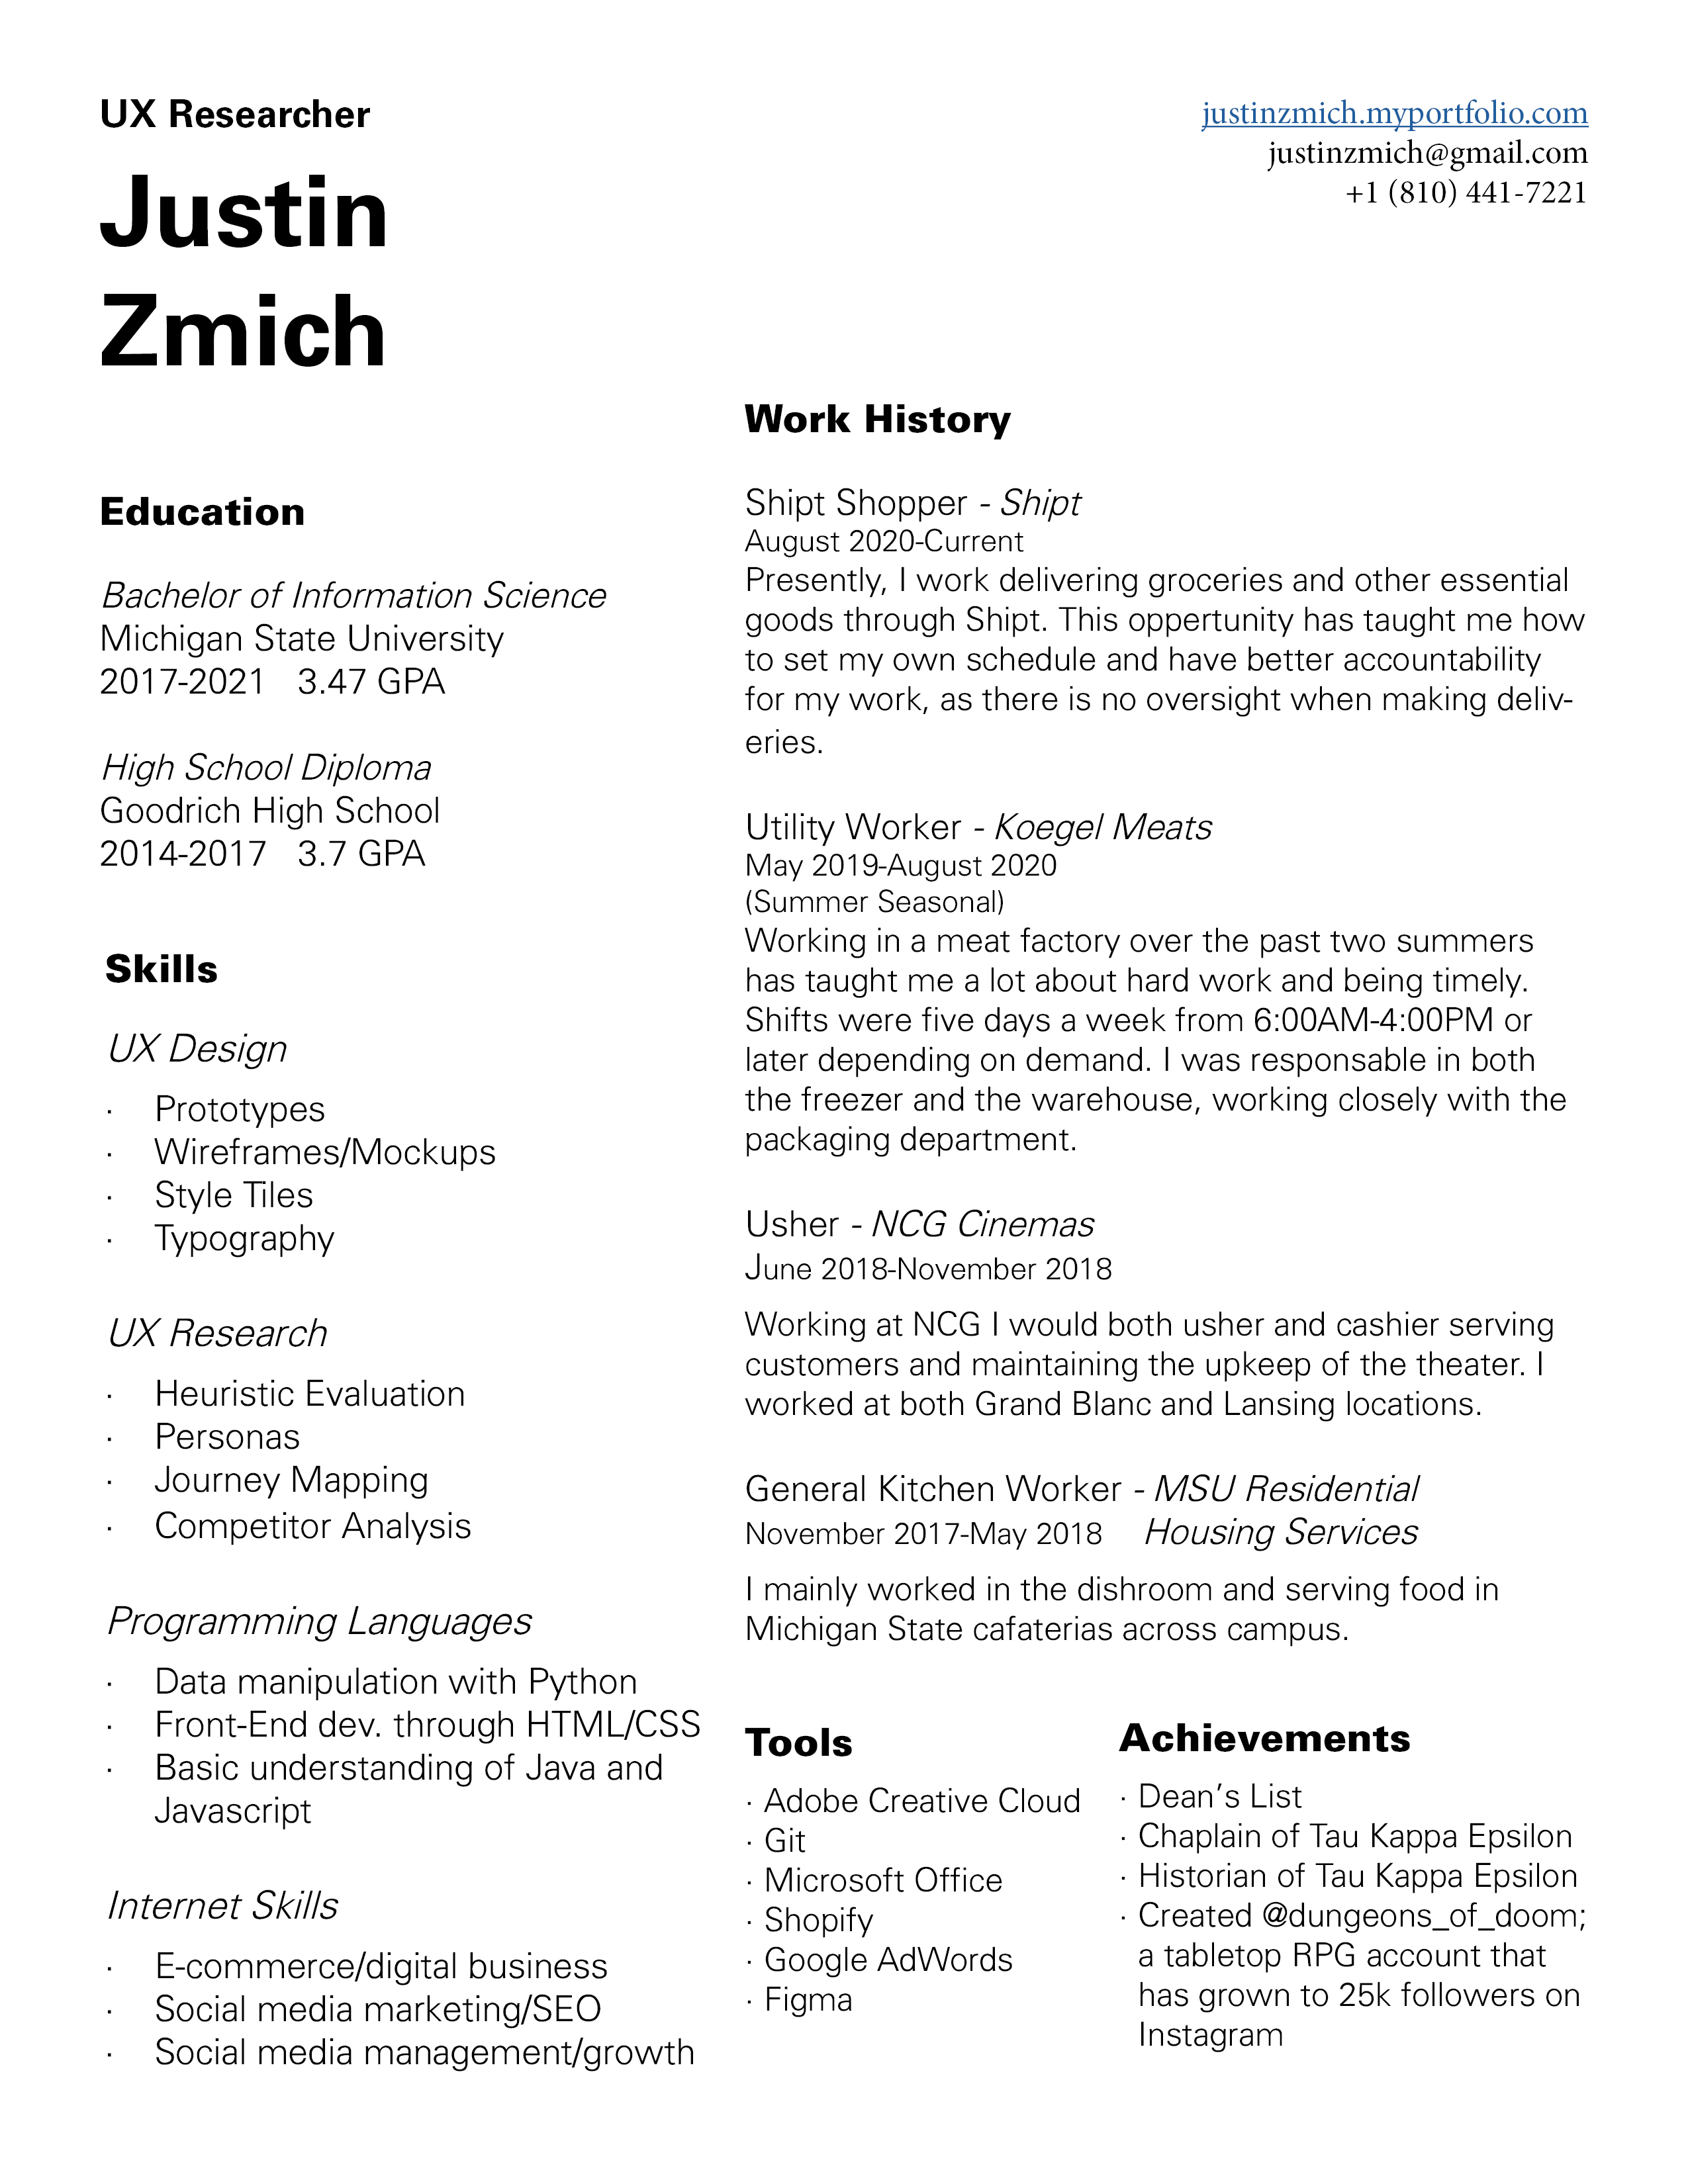 UX Researcher
Justin
Zmich
justinzmich.myportfolio.com
justinzmich@gmail.com
+1 (810) 441-7221
Education
Bachelor of Information Science
Michigan State University
2017-2021 3.47 GPA
High School Diploma
Goodrich High School
2014-2017 3.7 GPA
Skills
UX Design
· Prototypes
· Wireframes/Mockups
· Style Tiles
· Typography
UX Research
· Heuristic Evaluation
· Personas
· Journey Mapping
· Competitor Analysis
Programming Languages
· Data manipulation with Python
· Front-End dev. through HTML/CSS
· Basic understanding of Java and
Javascript
Internet Skills
· E-commerce/digital business
· Social media marketing/SEO
· Social media management/growth
Work History
Shipt Shopper - Shipt
August 2020-Current
Presently, I work delivering groceries and other essential
goods through Shipt. This oppertunity has taught me how
to set my own schedule and have better accountability
for my work, as there is no oversight when making deliv-
eries.
Utility Worker - Koegel Meats
May 2019-August 2020
(Summer Seasonal)
Working in a meat factory over the past two summers
has taught me a lot about hard work and being timely.
Shifts were five days a week from 6:00AM-4:00PM or
later depending on demand. I was responsable in both
the freezer and the warehouse, working closely with the
packaging department.
Usher - NCG Cinemas
June 2018-November 2018
Working at NCG I would both usher and cashier serving
customers and maintaining the upkeep of the theater. I
worked at both Grand Blanc and Lansing locations.
General Kitchen Worker - MSU Residential
November 2017-May 2018 Housing Services
I mainly worked in the dishroom and serving food in
Michigan State cafaterias across campus.
Tools
· Adobe Creative Cloud
· Git
· Microsoft Office
· Shopify
· Google AdWords
· Figma
Achievements
· Dean’s List
· Chaplain of Tau Kappa Epsilon
· Historian of Tau Kappa Epsilon
· Created @dungeons_of_doom;
a tabletop RPG account that
has grown to 25k followers on
Instagram